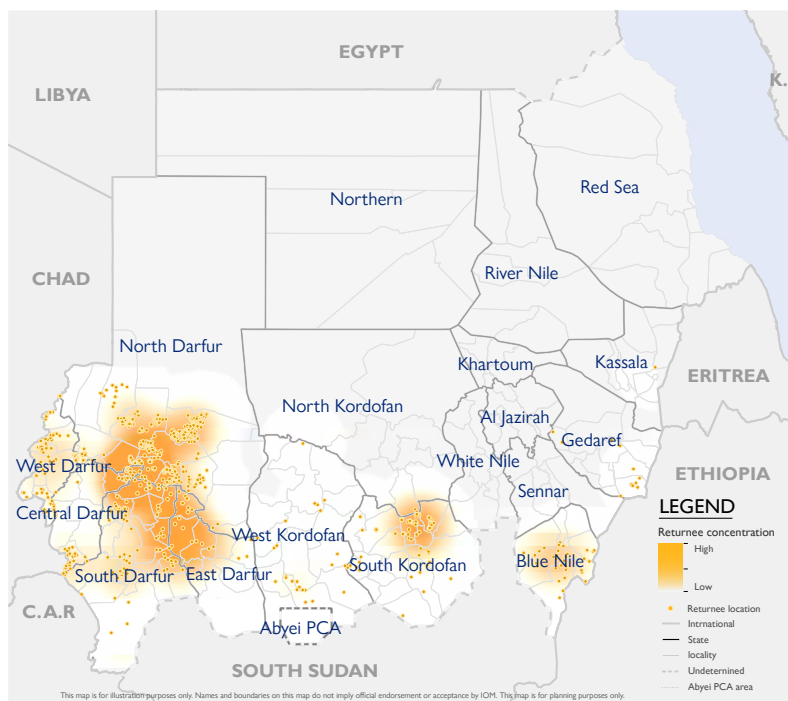 EGYPT
LIBYA
K.
Red Sea
Northern
CHAD
River Nile
North Darfur
Khartoum
Kassala
ERITREA
North Kordofan
Al Jazirah
Gedaref
West Darfur
White Nile
ETHIOPIA
Sennar
LEGEND
Central Darfur
West Kordofan
Returnee concentration
High
Low
Blue Nile
South Kordofan
South Darfur
East Darfur
C.A.R
Abyei PCA
SOUTH SUDAN
Returnee location
Intrnational
State
locality
Undeternined
Abyei PCA area
This map is for illustration purposes only. Names and boundaries on this map do not imply official endorsement or acceptance by IOM. This map is for planning purposes only.